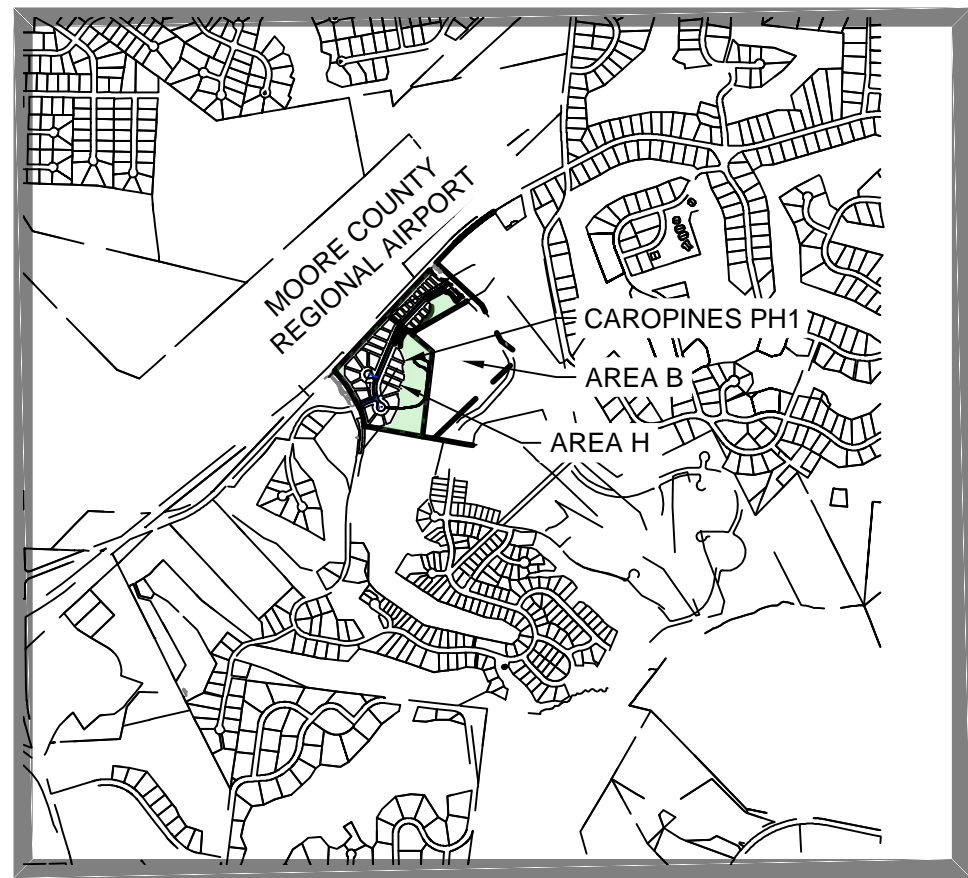 MOORE COUNTY
REGIONAL AIRPORT
CAROPINES PH1
AREA B
AREA H